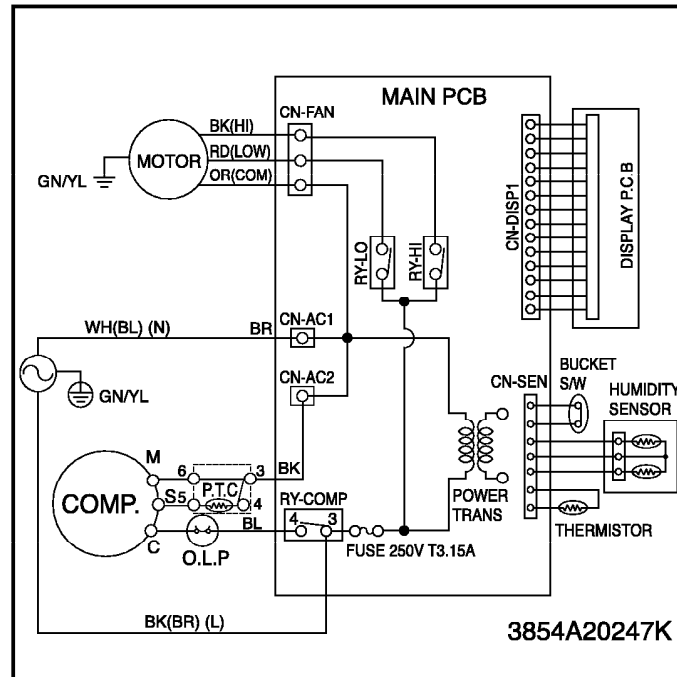 MAIN PCB
CN-FAN
BK(HI)
RD(LOW)
OR(COM)
MOTOR
GN/YL
CN-DISP1
DISPLAY P.C.B
RY-LO
RY-HI
WH(BL) (N)
BR
CN-AC1
CN-AC2
GN/YL
CN-SEN
BUCKET
S/W
HUMIDITY
SENSOR
M
6
3
BK
P.T.C
COMP.
S
5
4
RY-COMP
4
3
BL
C
O.L.P
POWER
TRANS
THERMISTOR
FUSE 250V T3.15A
BK(BR) (L)
3854A20247K